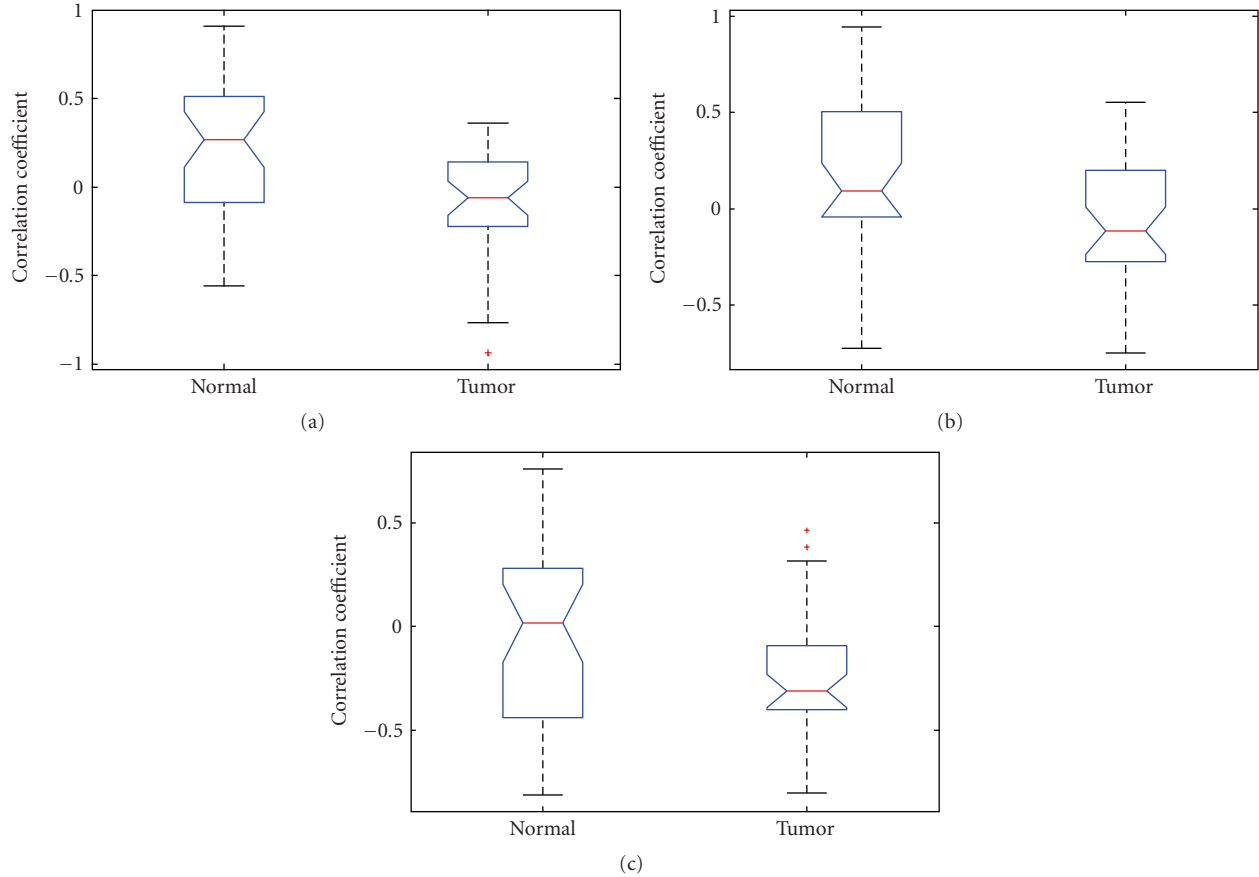 1
0.5
0
−0.5
−1
Correlation coefficient
Normal
Tumor
(a)
1
0.5
0
−0.5
Correlation coefficient
Normal
Tumor
(b)
0.5
0
−0.5
Correlation coefficient
Normal
Tumor
(c)